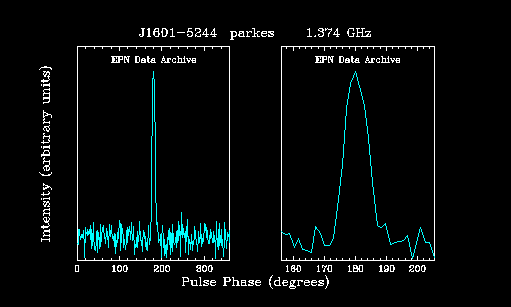 J1601-5244 parkes 1.374 GHz
EPN Data Archive EPN Data Archive
Intensity (arbitrary units)
0 100 200 300 160 170 180 190 200
Pulse Phase (degrees)